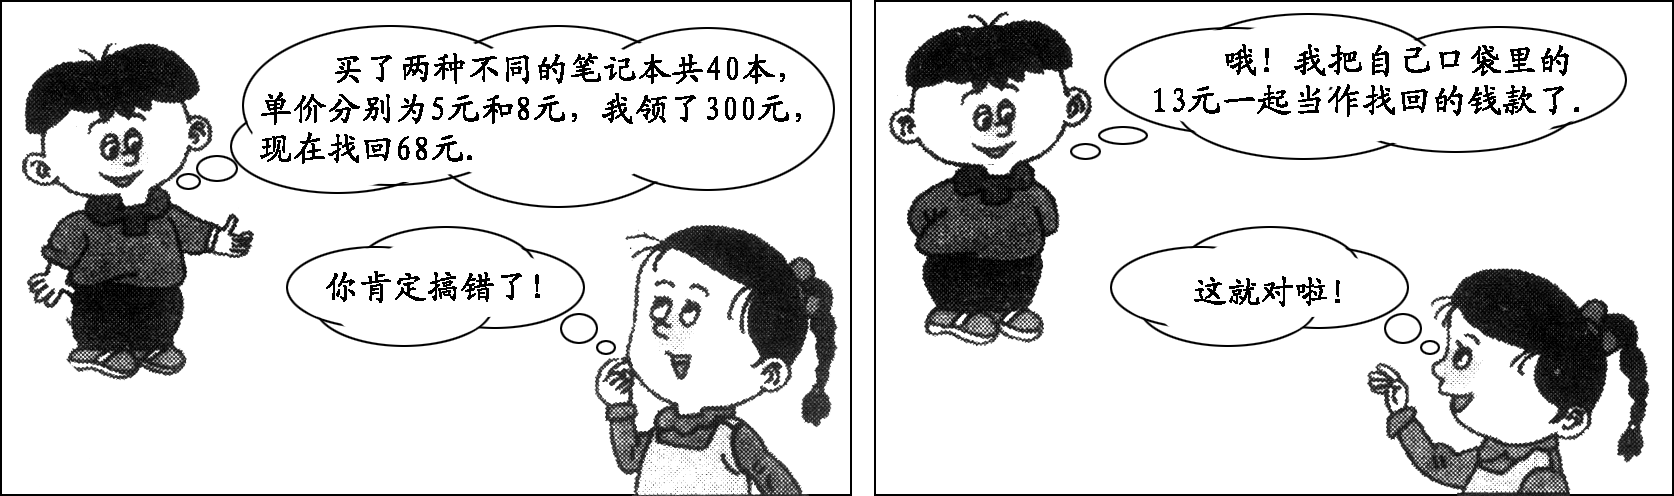 买了两种不同的笔记本共40本，
单价分别为5元和8元，我领了300元，
现在找回68元．
你肯定搞错了！
哦！我把自己口袋里的
13元一起当作找回的钱款了．
这就对啦！